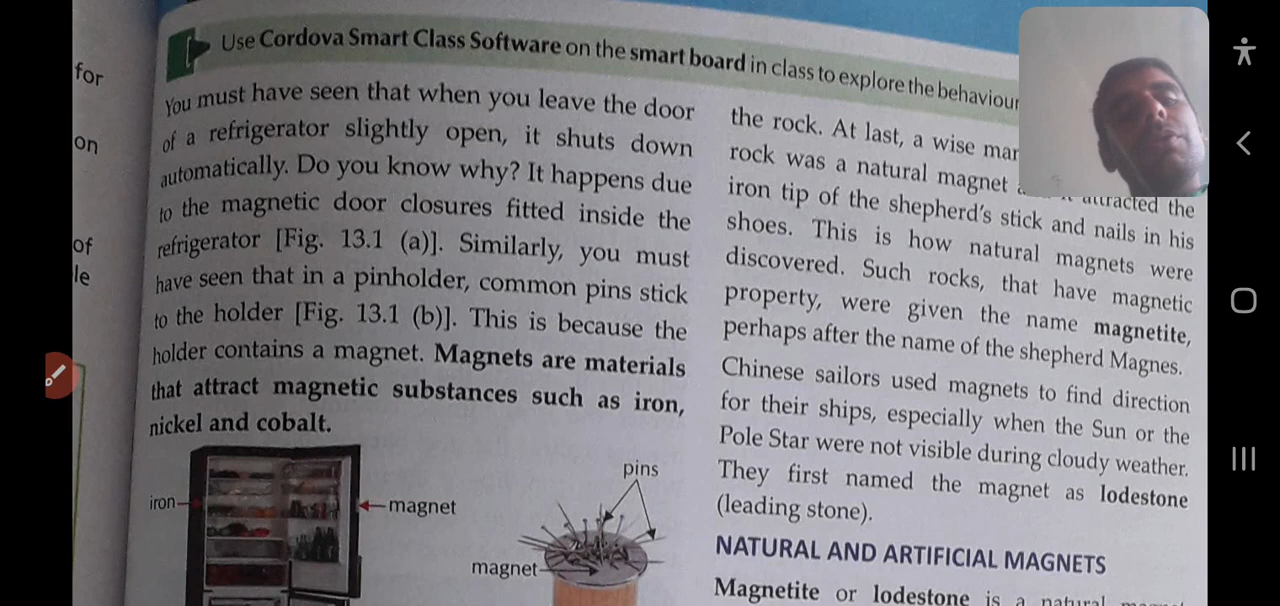 for
on
of
le
Use Cordova Smart Class Software on the smart board in class to explore the behaviour
You must have seen that when you leave the door
of a refrigerator slightly open, it shuts down
automatically. Do you know why? It happens due
to the magnetic door closures fitted inside the
refrigerator [Fig. 13.1 (a)]. Similarly, you must
have seen that in a pinholder, common pins stick
to the holder [Fig. 13.1 (b)]. This is because the
holder contains a magnet. Magnets are materials
that attract magnetic substances such as iron,
nickel and cobalt.
iron
magnet
pins
magnet
the rock. At last, a wise
rock was a natural magnet attracted the
iron tip of the shepherd's stick and nails in his
shoes. This is how natural magnets were
discovered. Such rocks, that have magnetic
property, were given the name magnetite,
perhaps after the name of the shepherd Magnes.
Chinese sailors used magnets to find direction
for their ships, especially when the Sun or the
Pole Star were not visible during cloudy weather.
They first named the magnet as lodestone
(leading stone).
NATURAL AND ARTIFICIAL MAGNETS
Magnetite or lodestone is a natural